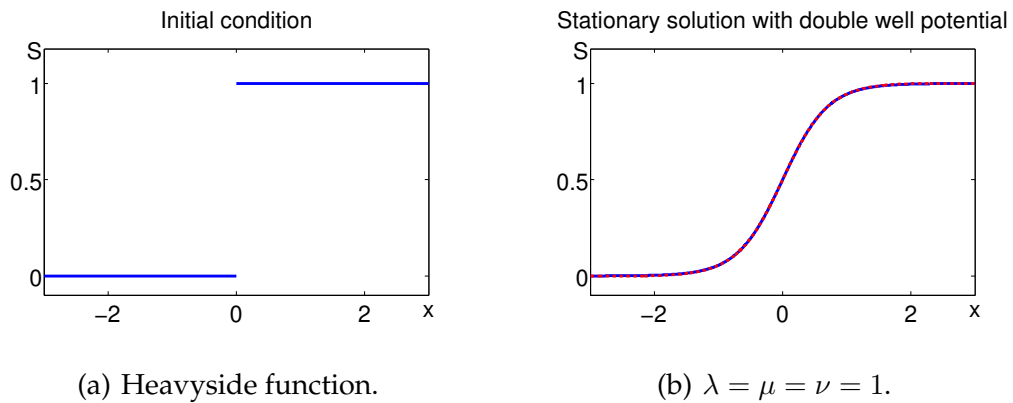 Initial condition
S
1
0.5
0
−2
0
2
x
(a) Heavyside function.
Stationary solution with double well potential
S
1
0.5
0
−2
0
2
x
(b) λ = μ = ν = 1.